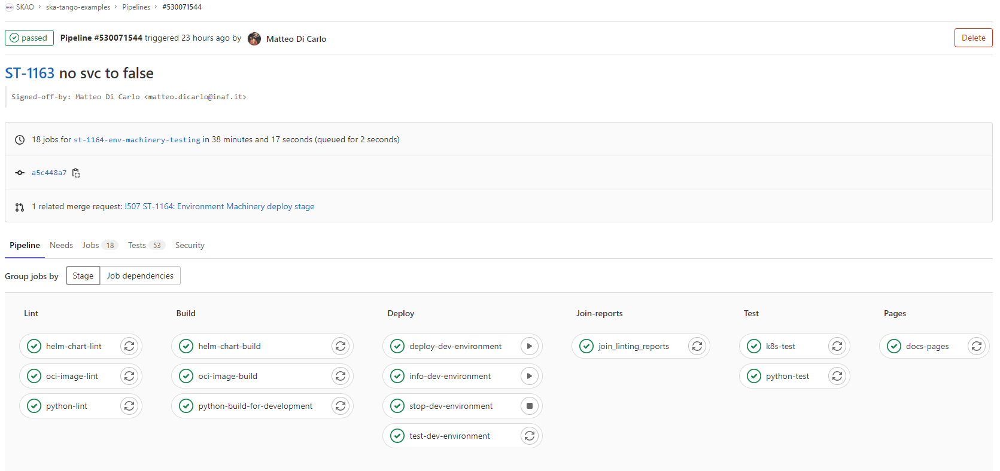 SKAO > ska-tango-examples > Pipelines > #530071544
passed Pipeline #530071544 triggered 23 hours ago by Matteo Di Carlo Delete
ST-1163 no svc to false
Signed-off-by: Matteo Di Carlo <matteo.dicarlo@inaf.it>
18 jobs for st-1164-env-machinery-testing in 38 minutes and 17 seconds (queued for 2 seconds)
a5c448a7
1 related merge request: !507 ST-1164: Environment Machinery deploy stage
Pipeline Needs Jobs 18 Tests 53 Security
Group jobs by Stage Job dependencies
Lint Build Deploy Join-reports Test Pages
helm-chart-lint helm-chart-build deploy-dev-environment join_linting_reports k8s-test docs-pages
oci-image-lint oci-image-build info-dev-environment python-test
python-lint python-build-for-development stop-dev-environment
test-dev-environment